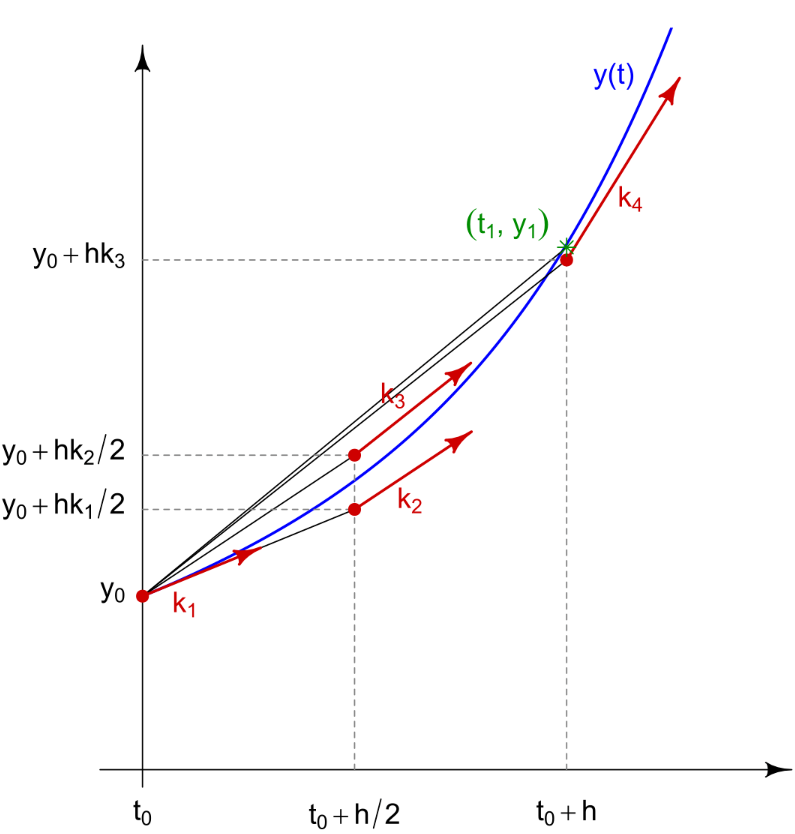 y(t)
k₄
(t₁, y₁)
y₀ + hk₃
k₃
y₀ + hk₂/2
k₂
y₀ + hk₁/2
y₀
k₁
t₀
t₀ + h/2
t₀ + h